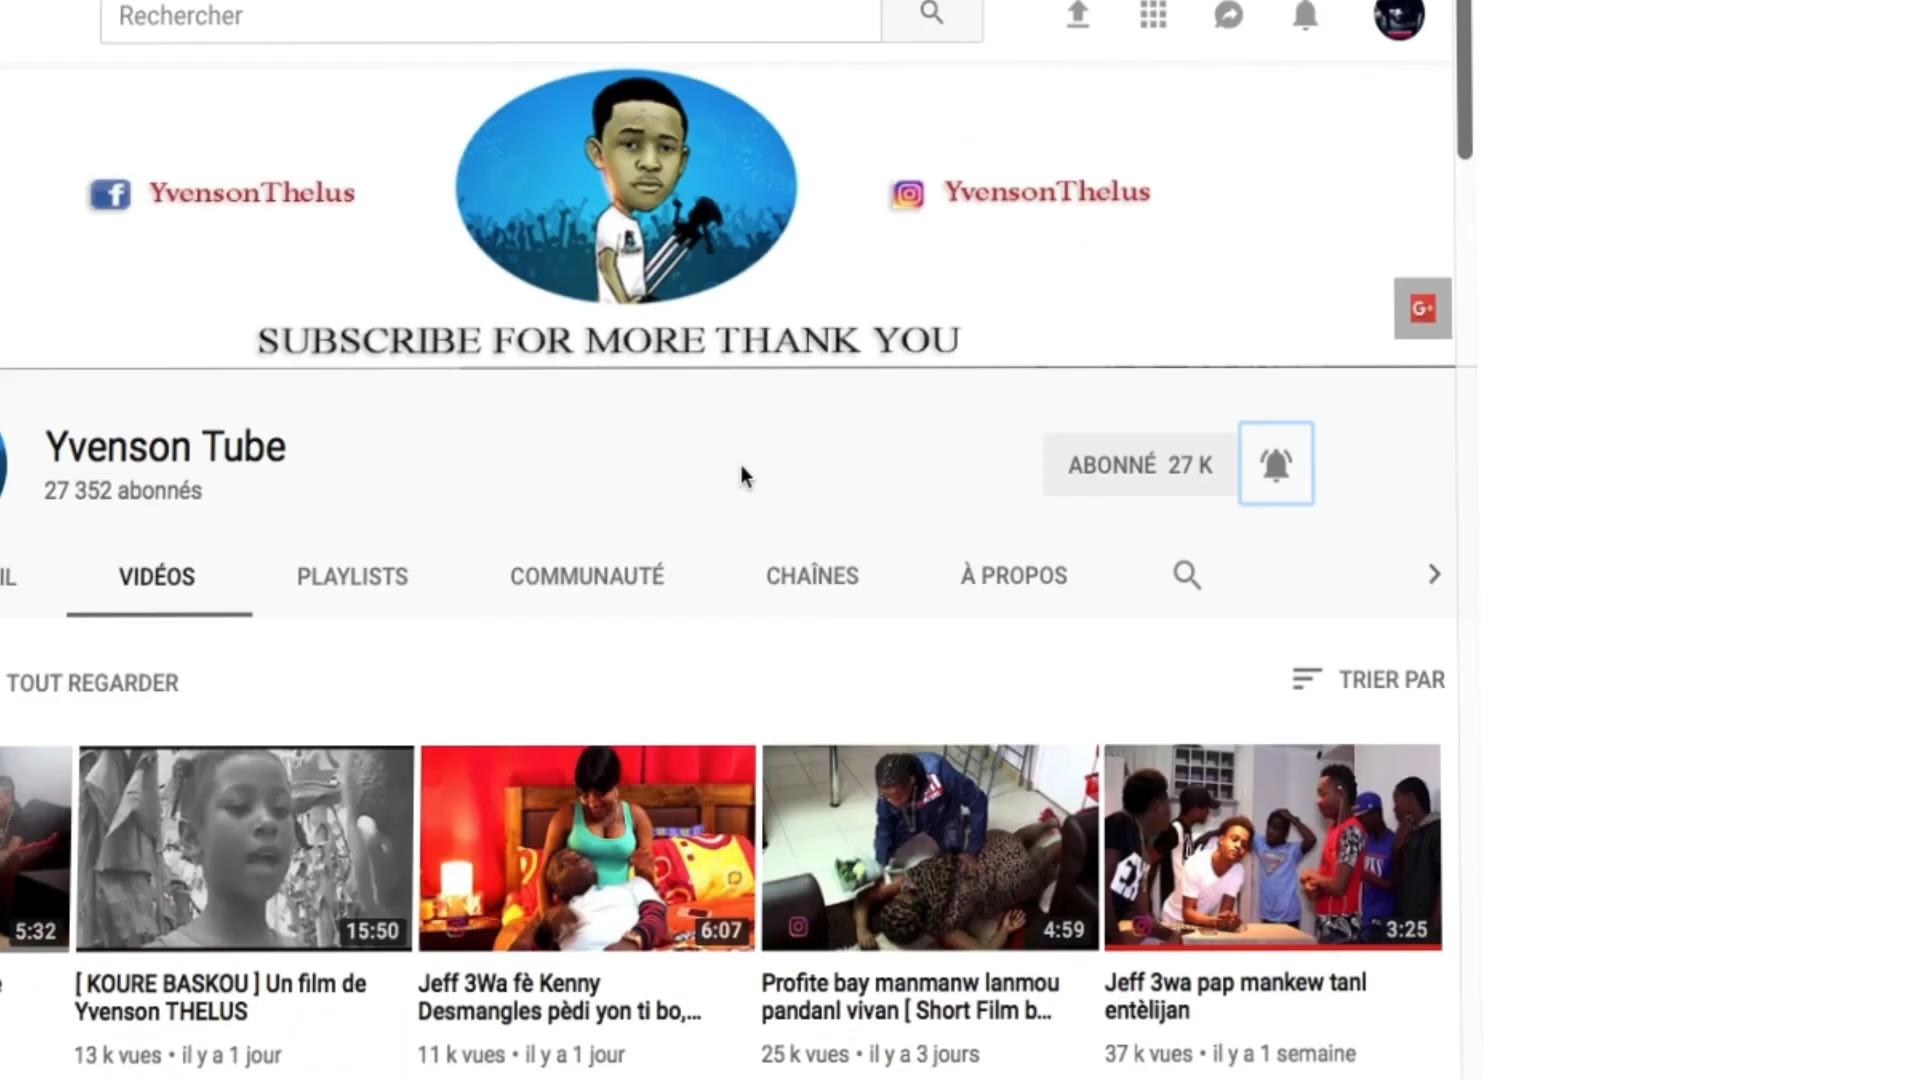 Rechercher
f YvensonThelus
YvensonThelus
G+
SUBSCRIBE FOR MORE THANK YOU
Yvenson Tube
27 352 abonnés
ABONNÉ 27 K
IL
VIDÉOS
PLAYLISTS
COMMUNAUTÉ
CHAÎNES
À PROPOS
TOUT REGARDER
TRIER PAR
5:32
15:50
6:07
4:59
3:25
[ KOURE BASKOU ] Un film de
Yvenson THELUS
13 k vues • il y a 1 jour
Jeff 3Wa fè Kenny
Desmangles pèdi yon ti bo,...
11 k vues • il y a 1 jour
Profite bay manmanw lanmou
pandanl vivan [ Short Film b...
25 k vues • il y a 3 jours
Jeff 3wa pap mankew tanl
entèlijan
37 k vues • il y a 1 semaine